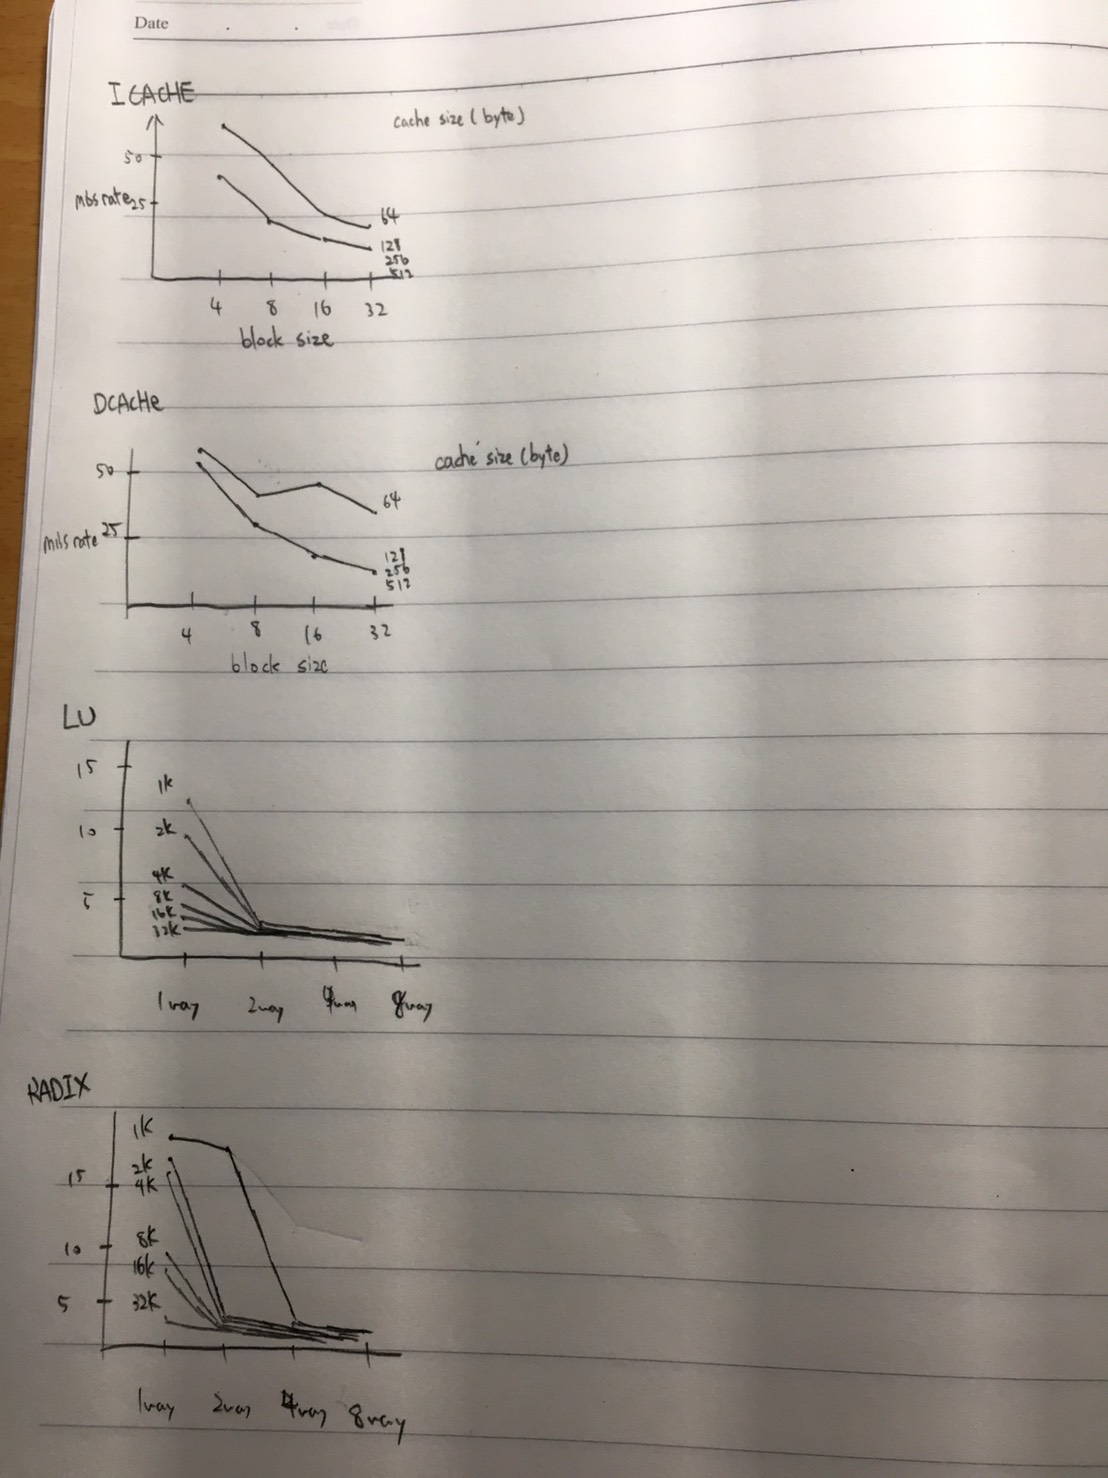 Date
ICACHE
cache size (byte)
50
miss rate 25
64
128
256
512
4 8 16 32
block size
DCACHe
cache size (byte)
50
miss rate 25
64
128
256
512
4 8 16 32
block size
LU
15
1k
10 2k
4K
5 8K
16K
32K
1way 2way 4way 8way
RADIX
1K
2K
15 4K
8K
10
16K
5 32K
1way 2way 4way 8way